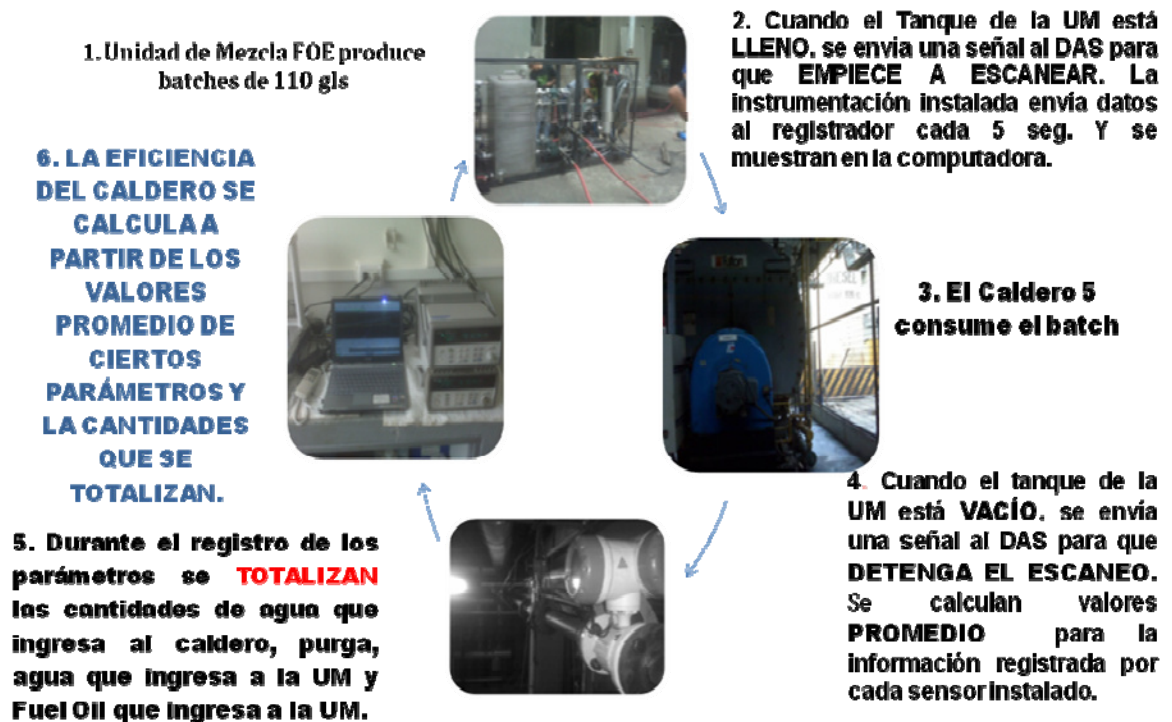 1. Unidad de Mezcla FOE produce
batches de 110 gls
2. Cuando el Tanque de la UM está
LLENO, se envia una señal al DAS para
que EMPIECE A ESCANEAR. La
instrumentación instalada envía datos
al registrador cada 5 seg. Y se
muestran en la computadora.
3. El Caldero 5
consume el batch
4. Cuando el tanque de la
UM está VACÍO, se envia
una señal al DAS para que
DETENGA EL ESCANEO.
Se calculan valores
PROMEDIO para la
información registrada por
cada sensor instalado.
5. Durante el registro de los
parámetros se TOTALIZAN
las cantidades de agua que
ingresa al caldero, purga,
agua que ingresa a la UM y
Fuel Oil que ingresa a la UM.
6. LA EFICIENCIA
DEL CALDERO SE
CALCULA A
PARTIR DE LOS
VALORES
PROMEDIO DE
CIERTOS
PARÁMETROS Y
LA CANTIDADES
QUE SE
TOTALIZAN.